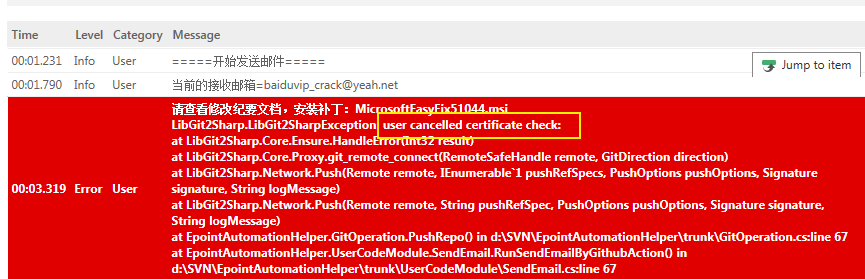 Time Level Category Message
00:01.231 Info User =====开始发送邮件=====
Jump to item
00:01.790 Info User 当前的接收邮箱=baiduvip_crack@yeah.net
请查看修改纪要文档，安装补丁：MicrosoftEasyFix51044.msi
LibGit2Sharp.LibGit2SharpException user cancelled certificate check:
at LibGit2Sharp.Core.Ensure.HandleError(Int32 result)
at LibGit2Sharp.Core.Proxy.git_remote_connect(RemoteSafeHandle remote, GitDirection direction)
at LibGit2Sharp.Network.Push(Remote remote, IEnumerable`1 pushRefSpecs, PushOptions pushOptions, Signature
00:03.319 Error User signature, String logMessage)
at LibGit2Sharp.Network.Push(Remote remote, String pushRefSpec, PushOptions pushOptions, Signature signature,
String logMessage)
at EpointAutomationHelper.GitOperation.PushRepo() in d:\SVN\EpointAutomationHelper\trunk\GitOperation.cs:line 67
at EpointAutomationHelper.UserCodeModule.SendEmail.RunSendEmailByGithubAction() in
d:\SVN\EpointAutomationHelper\trunk\UserCodeModule\SendEmail.cs:line 67